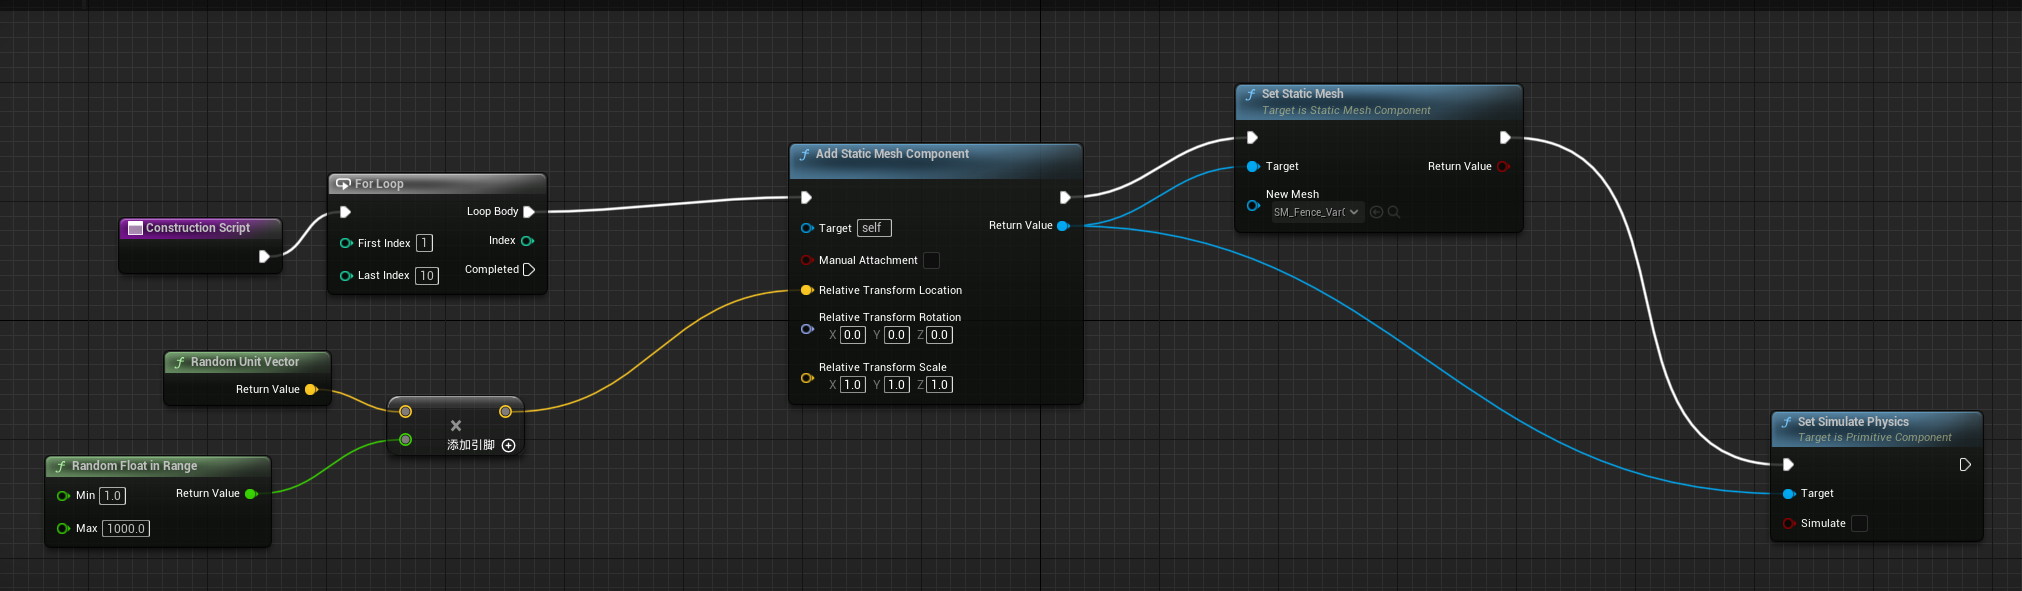 Construction Script
For Loop
Loop Body
First Index 1
Index
Last Index 10
Completed
Random Unit Vector
Return Value
添加引脚
Random Float in Range
Min 1.0
Return Value
Max 1000.0
Add Static Mesh Component
Target self
Return Value
Manual Attachment
Relative Transform Location
Relative Transform Rotation
X 0.0 Y 0.0 Z 0.0
Relative Transform Scale
X 1.0 Y 1.0 Z 1.0
Set Static Mesh
Target is Static Mesh Component
Target
Return Value
New Mesh
SM_Fence_Var(
Set Simulate Physics
Target is Primitive Component
Target
Simulate